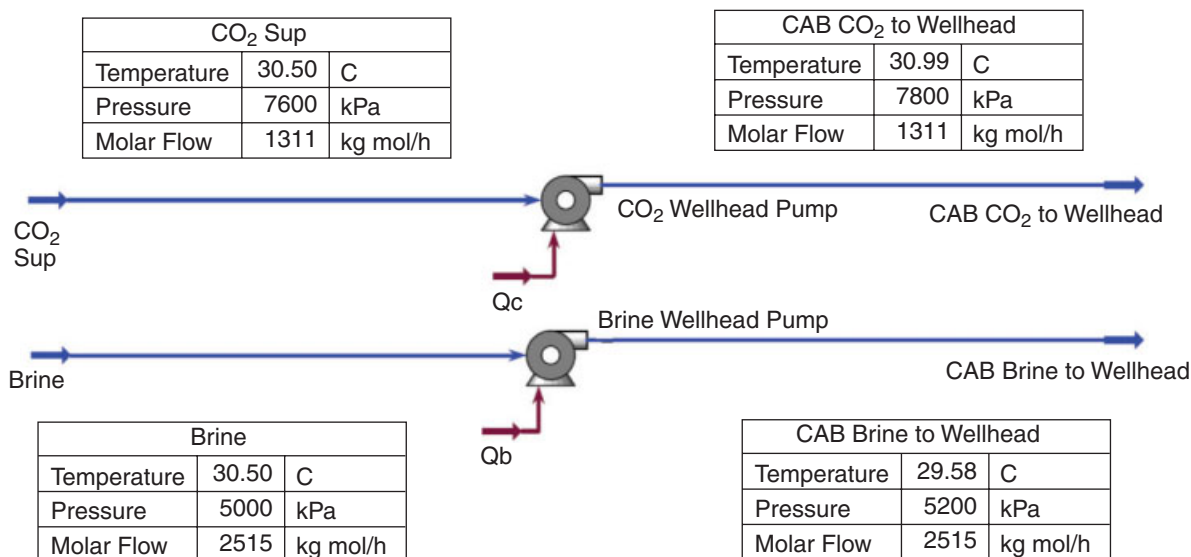 CO₂ Sup
Temperature 30.50 C
Pressure 7600 kPa
Molar Flow 1311 kg mol/h
CAB CO₂ to Wellhead
Temperature 30.99 C
Pressure 7800 kPa
Molar Flow 1311 kg mol/h
CO₂
Sup
CO₂ Wellhead Pump
CAB CO₂ to Wellhead
Qc
Brine Wellhead Pump
Brine
CAB Brine to Wellhead
Qb
Brine
Temperature 30.50 C
Pressure 5000 kPa
Molar Flow 2515 kg mol/h
CAB Brine to Wellhead
Temperature 29.58 C
Pressure 5200 kPa
Molar Flow 2515 kg mol/h